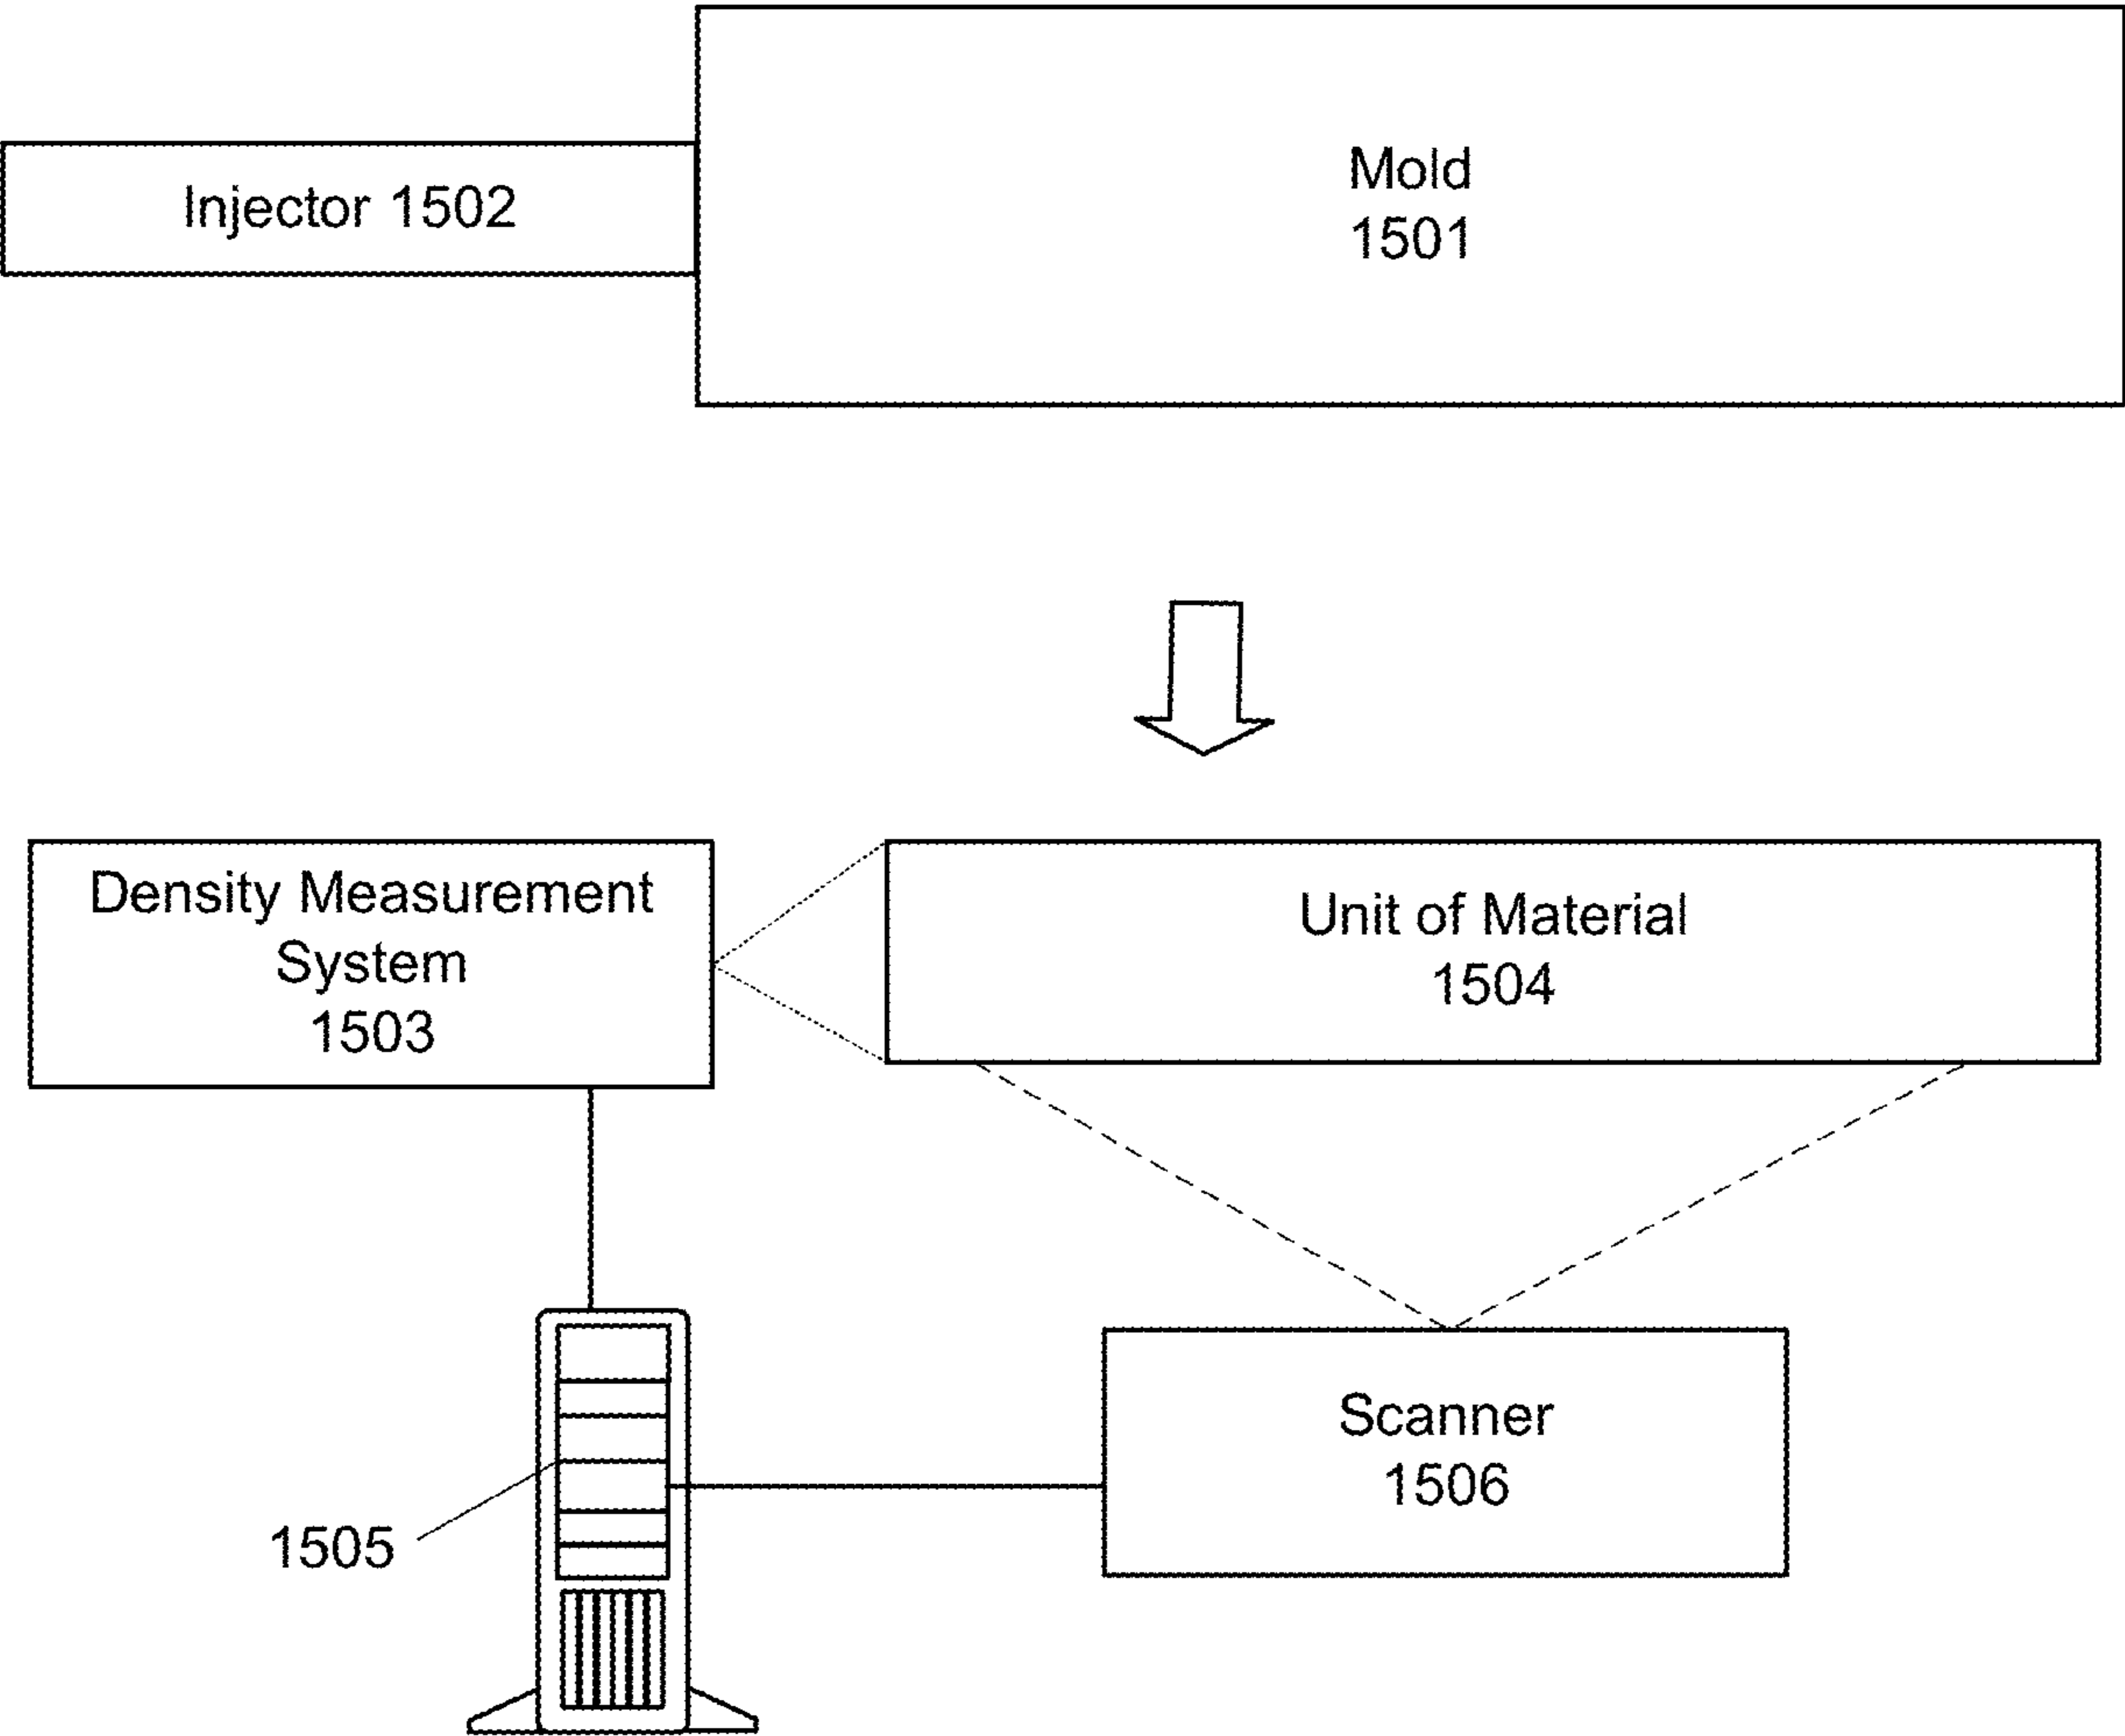 Mold
1501
Injector 1502
Density Measurement
System
1503
Unit of Material
1504
Scanner
1506
1505